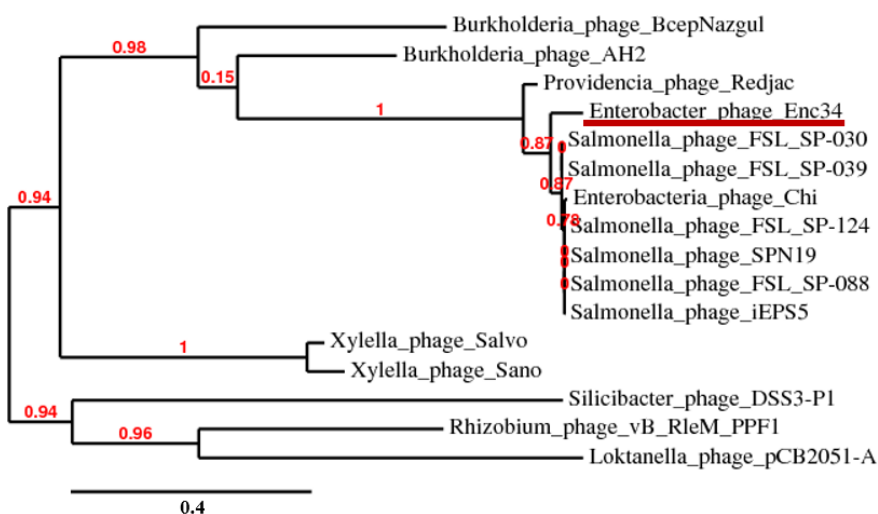 Burkholderia_phage_BcepNazgul
0.98
Burkholderia_phage_AH2
0.15
Providencia_phage_Redjac
1
Enterobacter_phage_Enc34
0.87 0 Salmonella_phage_FSL_SP-030
Salmonella_phage_FSL_SP-039
0.87
Enterobacteria_phage_Chi
0.94
0.78 Salmonella_phage_FSL_SP-124
0 Salmonella_phage_SPN19
0
0 Salmonella_phage_FSL_SP-088
Salmonella_phage_iEPS5
Xylella_phage_Salvo
1
Xylella_phage_Sano
Silicibacter_phage_DSS3-P1
0.94
Rhizobium_phage_vB_RleM_PPF1
0.96
Loktanella_phage_pCB2051-A
0.4